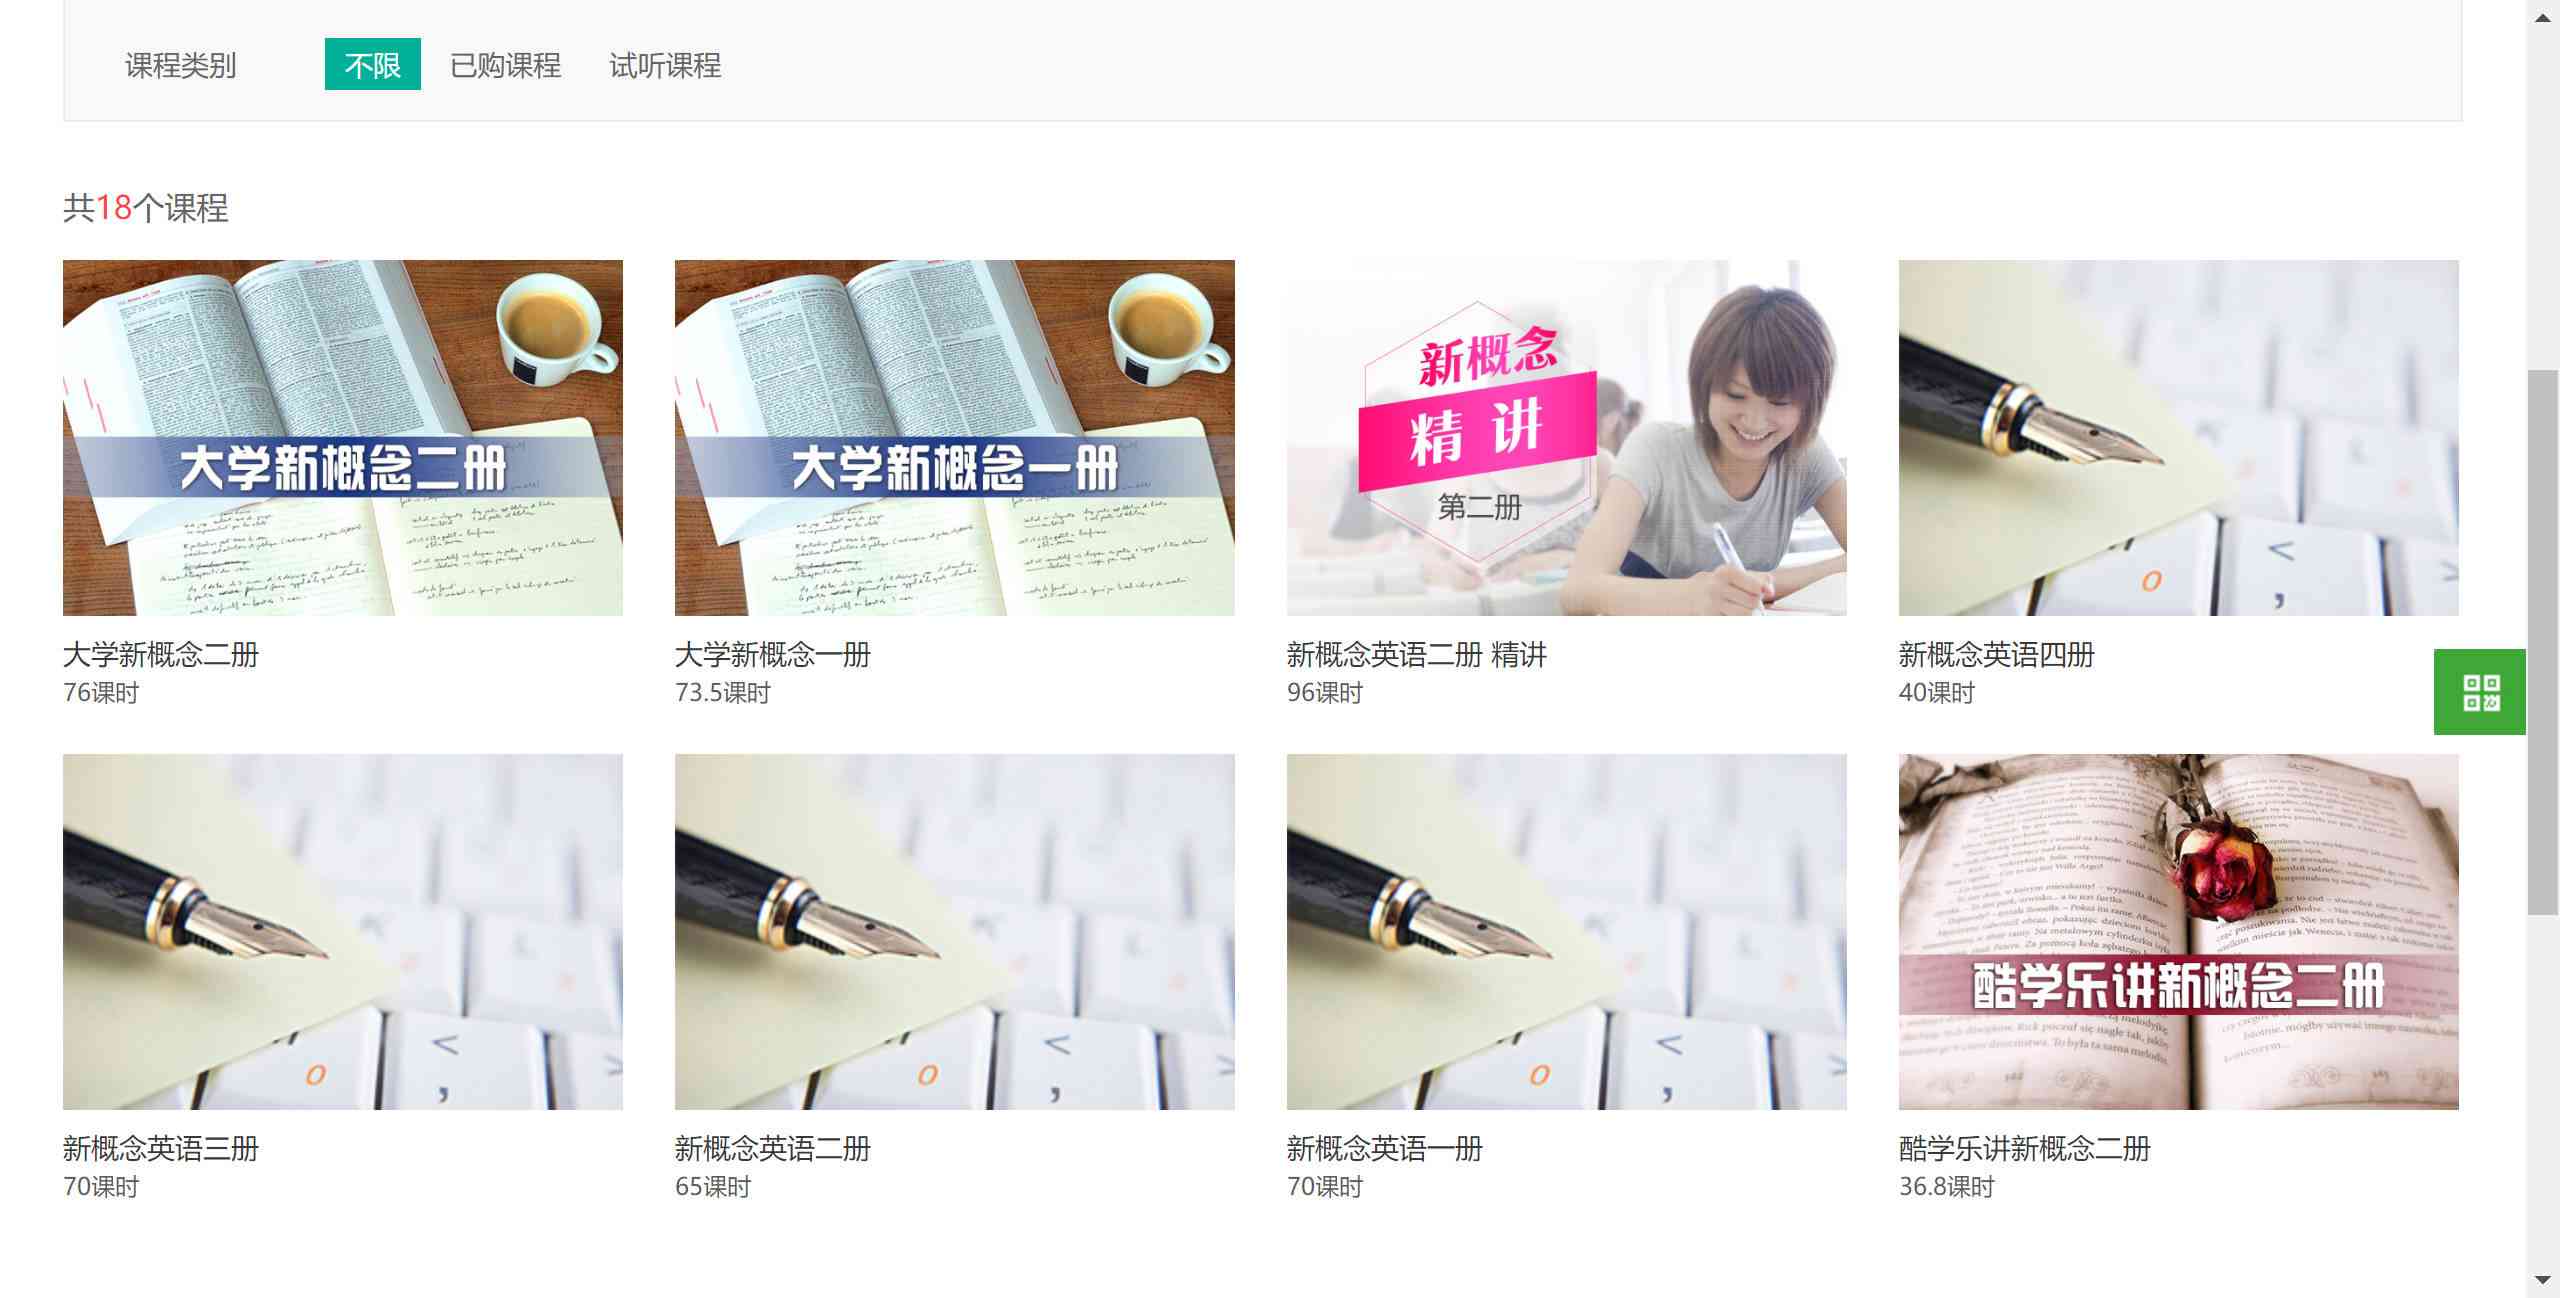 课程类别 不限 已购课程 试听课程
共18个课程
大学新概念二册
大学新概念一册
新概念
精 讲
第二册
大学新概念二册
76课时
大学新概念一册
73.5课时
新概念英语二册 精讲
96课时
新概念英语四册
40课时
酷学乐讲新概念二册
新概念英语三册
70课时
新概念英语二册
65课时
新概念英语一册
70课时
酷学乐讲新概念二册
36.8课时